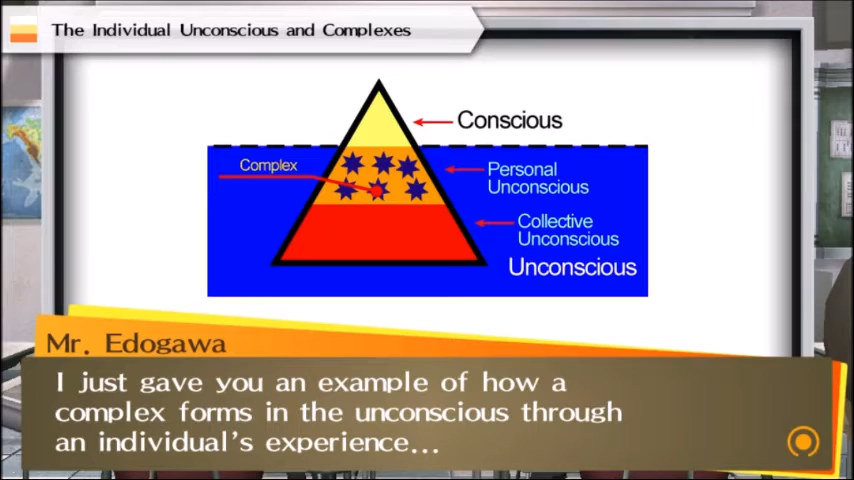 The Individual Unconscious and Complexes
Conscious
Complex
Personal
Unconscious
Collective
Unconscious
Unconscious
Mr. Edogawa
I just gave you an example of how a
complex forms in the unconscious through
an individual's experience...